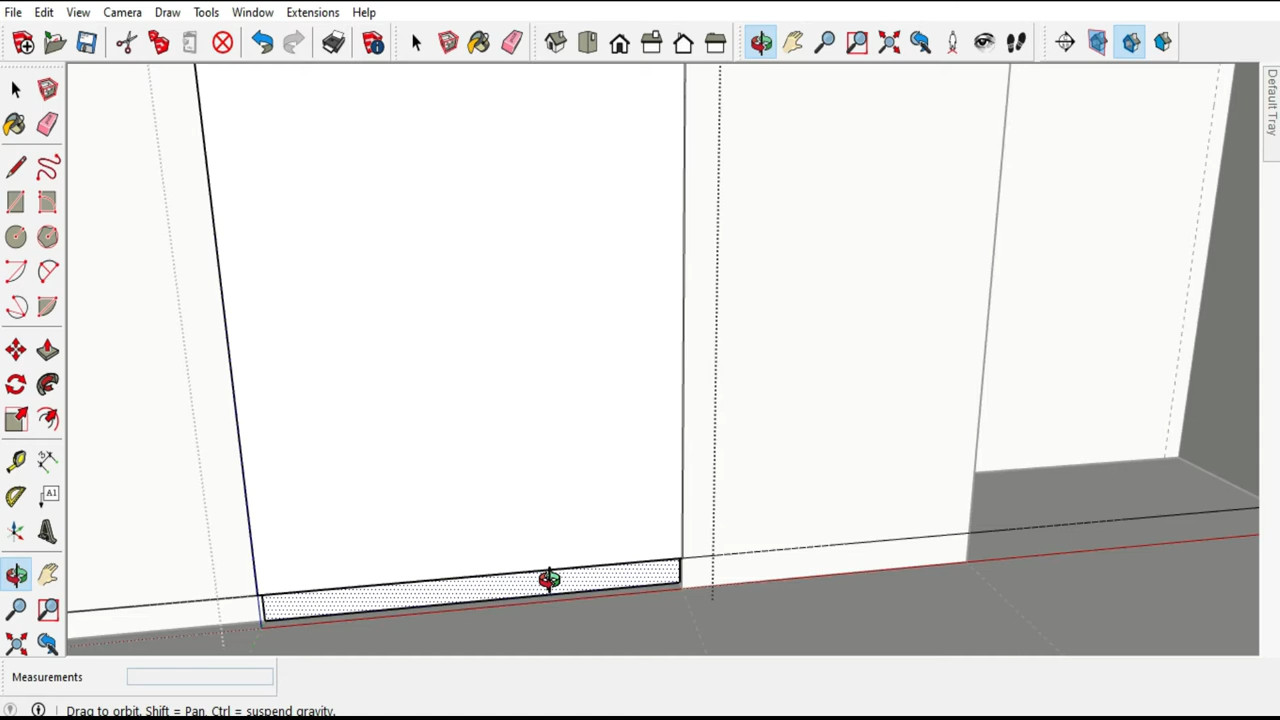 File Edit View Camera Draw Tools Window Extensions Help
Default Tray
A1
Measurements
Drag to orbit. Shift = Pan, Ctrl = suspend gravity.